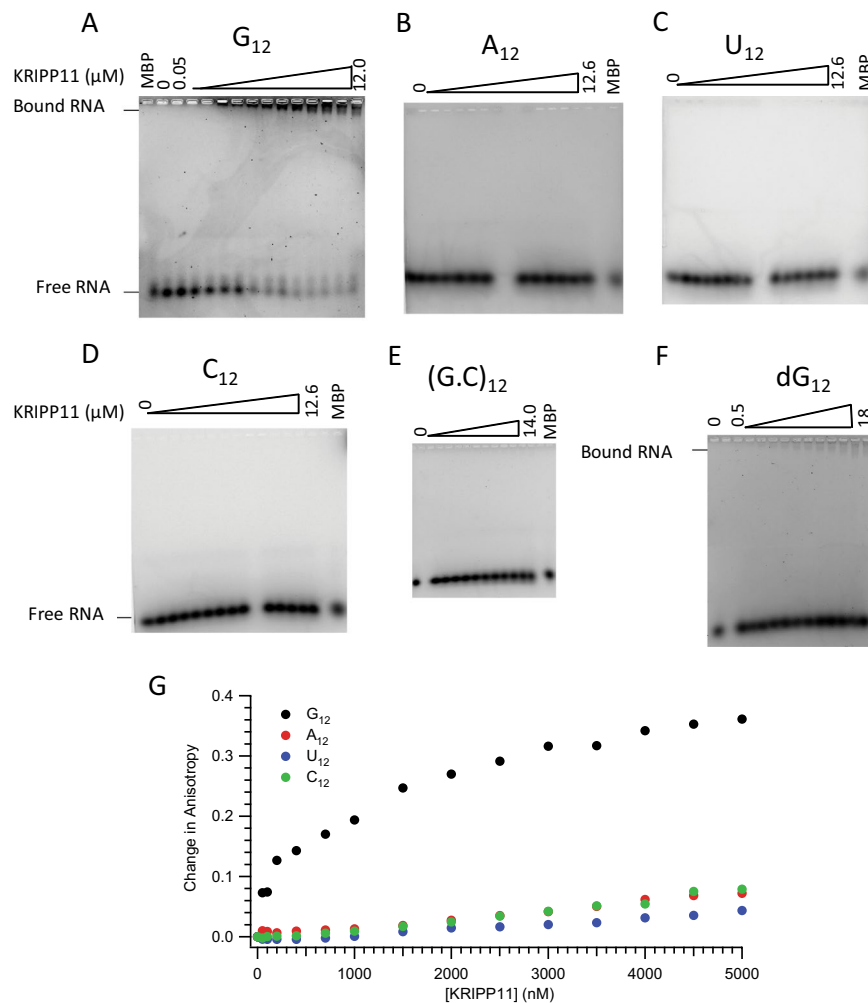 A
G12
KRIPP11 (µM)
MBP
0
0.05
12.0
Bound RNA
Free RNA
B
A12
0
12.6
MBP
C
U12
0
12.6
MBP
D
C12
KRIPP11 (µM)
0
12.6
MBP
Free RNA
E
(G.C)12
0
14.0
MBP
F
dG12
0
0.5
18
Bound RNA
G
0.4
0.3
0.2
0.1
0.0
Change in Anisotropy
G12
A12
U12
C12
0
1000
2000
3000
4000
5000
[KRIPP11] (nM)